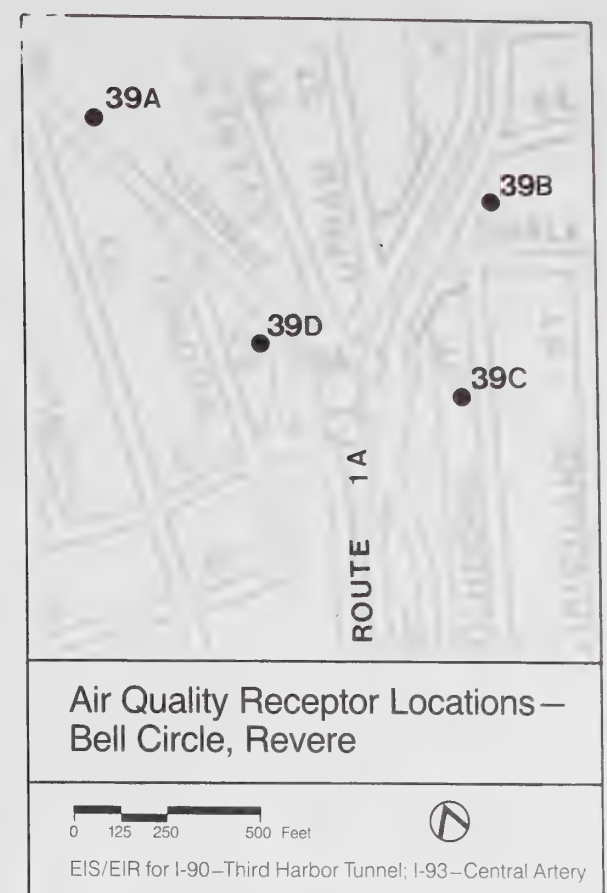 39A
39B
39D
39C
ROUTE 1A
Air Quality Receptor Locations—
Bell Circle, Revere
0 125 250 500 Feet
EIS/EIR for I-90–Third Harbor Tunnel; I-93–Central Artery